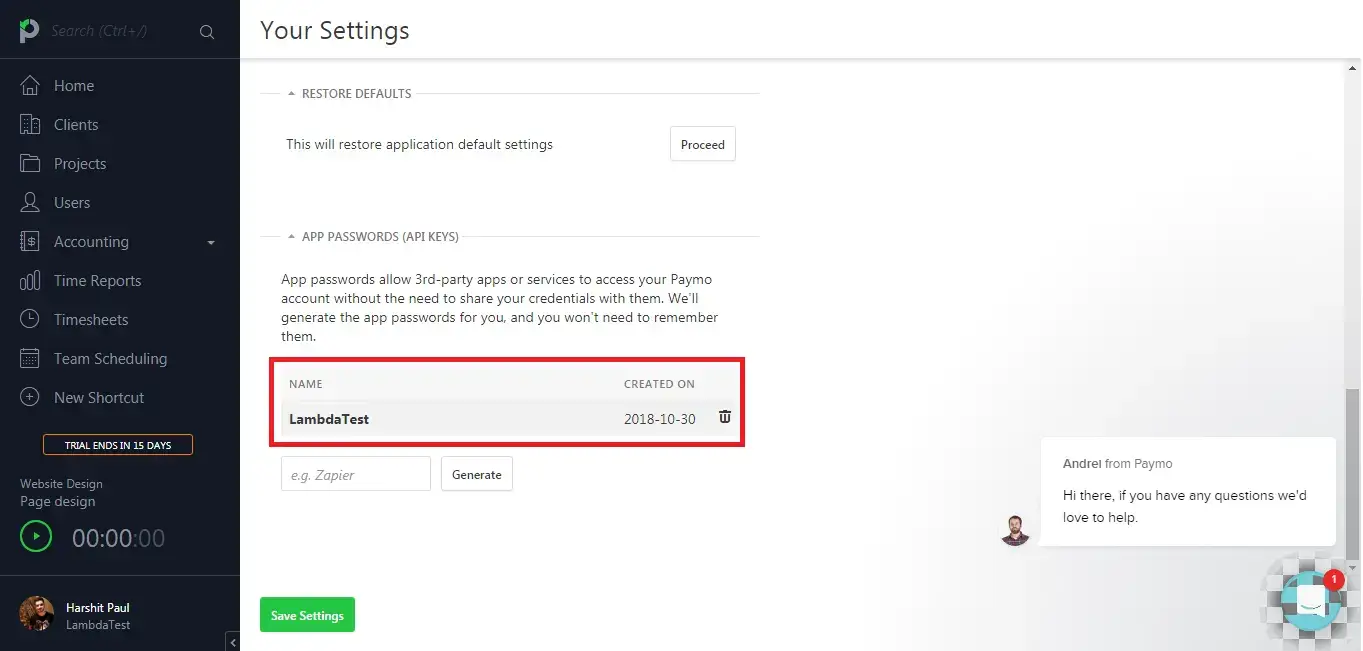 Search (Ctrl+/)
Your Settings
Home
Clients
Projects
Users
Accounting
Time Reports
Timesheets
Team Scheduling
New Shortcut
TRIAL ENDS IN 15 DAYS
Website Design
Page design
00:00:00
Harshit Paul
LambdaTest
RESTORE DEFAULTS
This will restore application default settings
Proceed
APP PASSWORDS (API KEYS)
App passwords allow 3rd-party apps or services to access your Paymo
account without the need to share your credentials with them. We'll
generate the app passwords for you, and you won't need to remember
them.
NAME CREATED ON
LambdaTest 2018-10-30
e.g. Zapier Generate
Save Settings
Andrei from Paymo
Hi there, if you have any questions we'd
love to help.
1